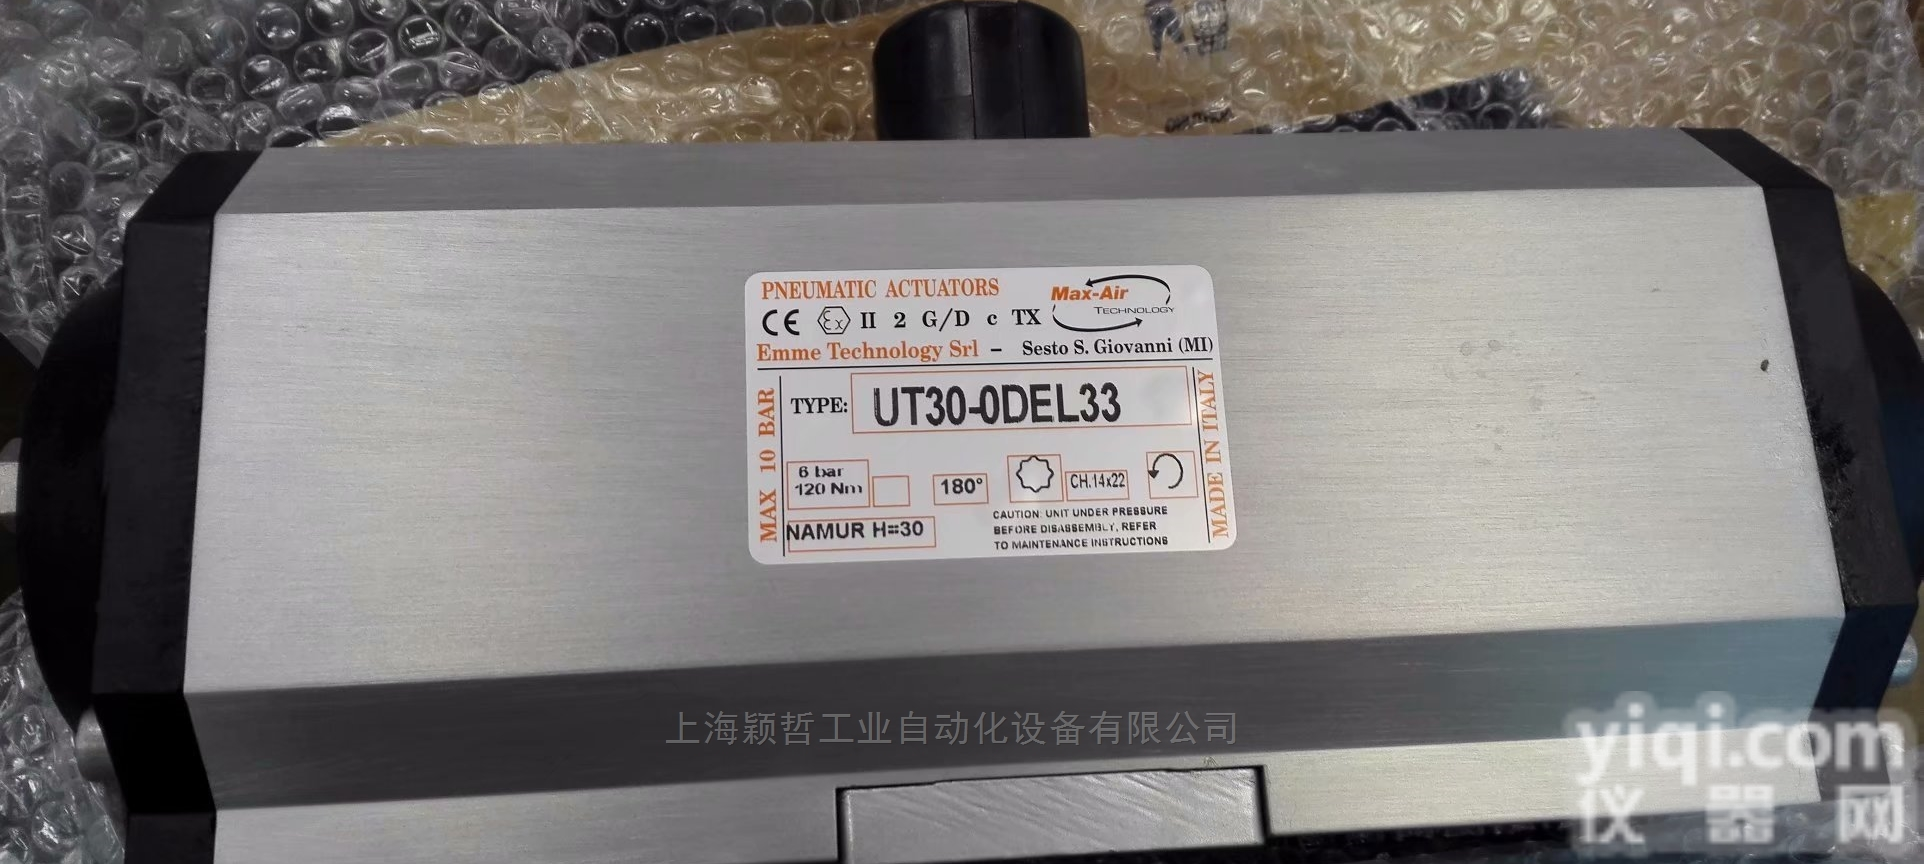 PNEUMATIC ACTUATORS
Max-Air
TECHNOLOGY
CE Ex II 2 G/D c TX
Emme Technology Srl - Sesto S. Giovanni (MI)
MAX 10 BAR
TYPE: UT30-0DEL33
MADE IN ITALY
6 bar
120 Nm
180°
CH.14x22
NAMUR H=30
CAUTION: UNIT UNDER PRESSURE
BEFORE DISASSEMBLY, REFER
TO MAINTENANCE INSTRUCTIONS
上海颖哲工业自动化设备有限公司
yiqi.com
仪器网